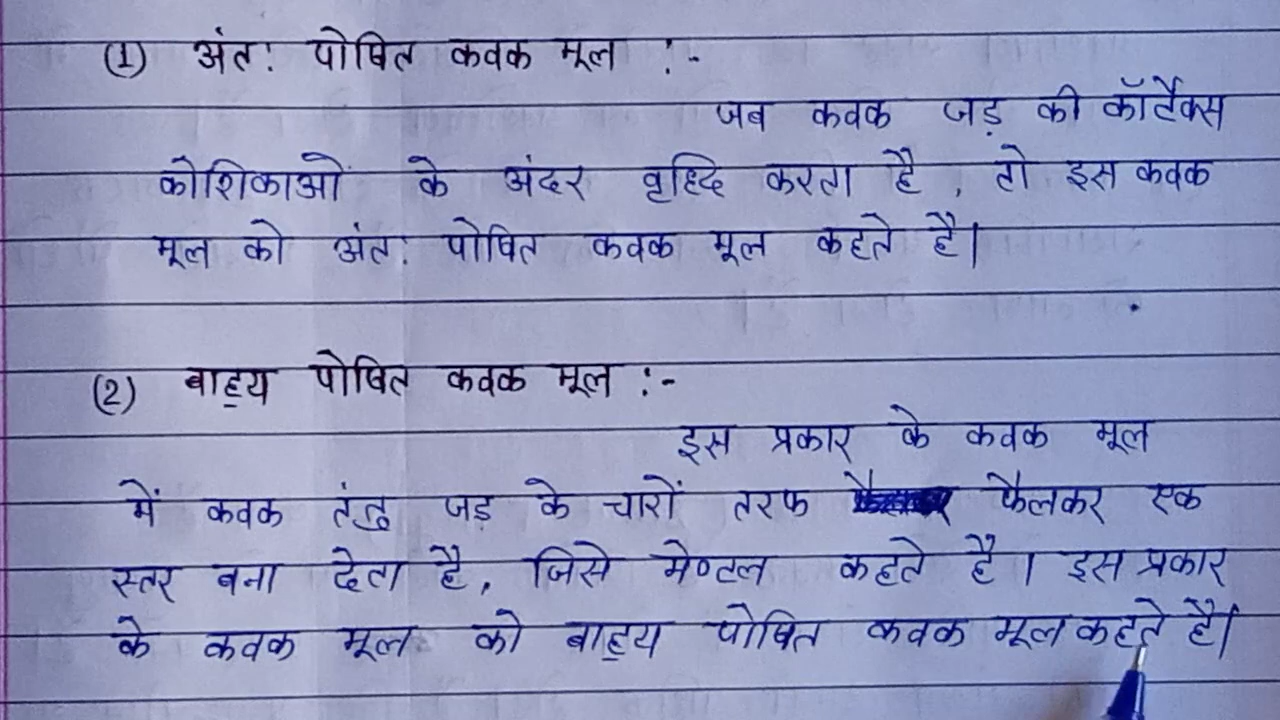 (1) अंत: पोषित कवक मूल :-
जब कवक जड़ की कॉर्टेक्स
कोशिकाओं के अंदर वृध्दि करता है, तो इस कवक
मूल को अंत: पोषित कवक मूल कहते है।
(2) बाह्य पोषित कवक मूल :-
इस प्रकार के कवक मूल
में कवक तंतु जड़ के चारों तरफ फैलकर एक
स्तर बना देता है, जिसे मेण्टल कहते है। इस प्रकार
के कवक मूल को बाह्य पोषित कवक मूल कहते है।